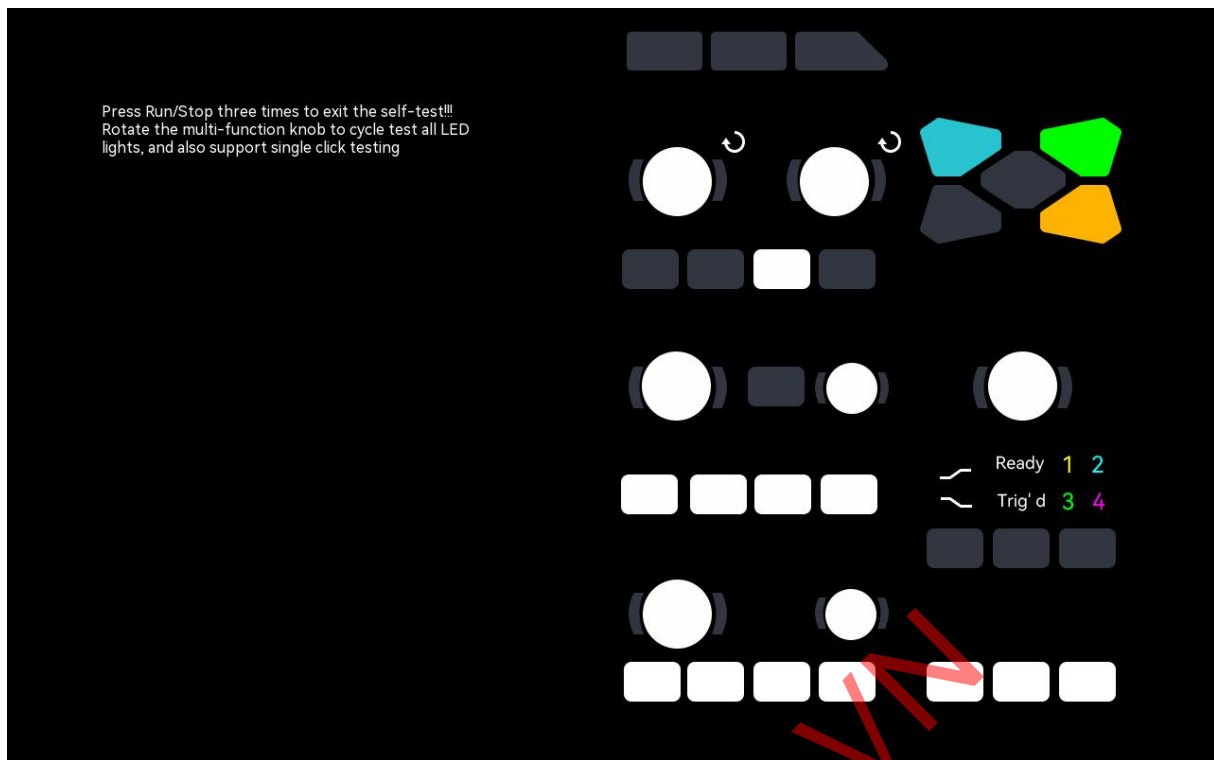 Press Run/Stop three times to exit the self-test!!!
Rotate the multi-function knob to cycle test all LED
lights, and also support single click testing
Ready 1 2
Trig' d 3 4
VN